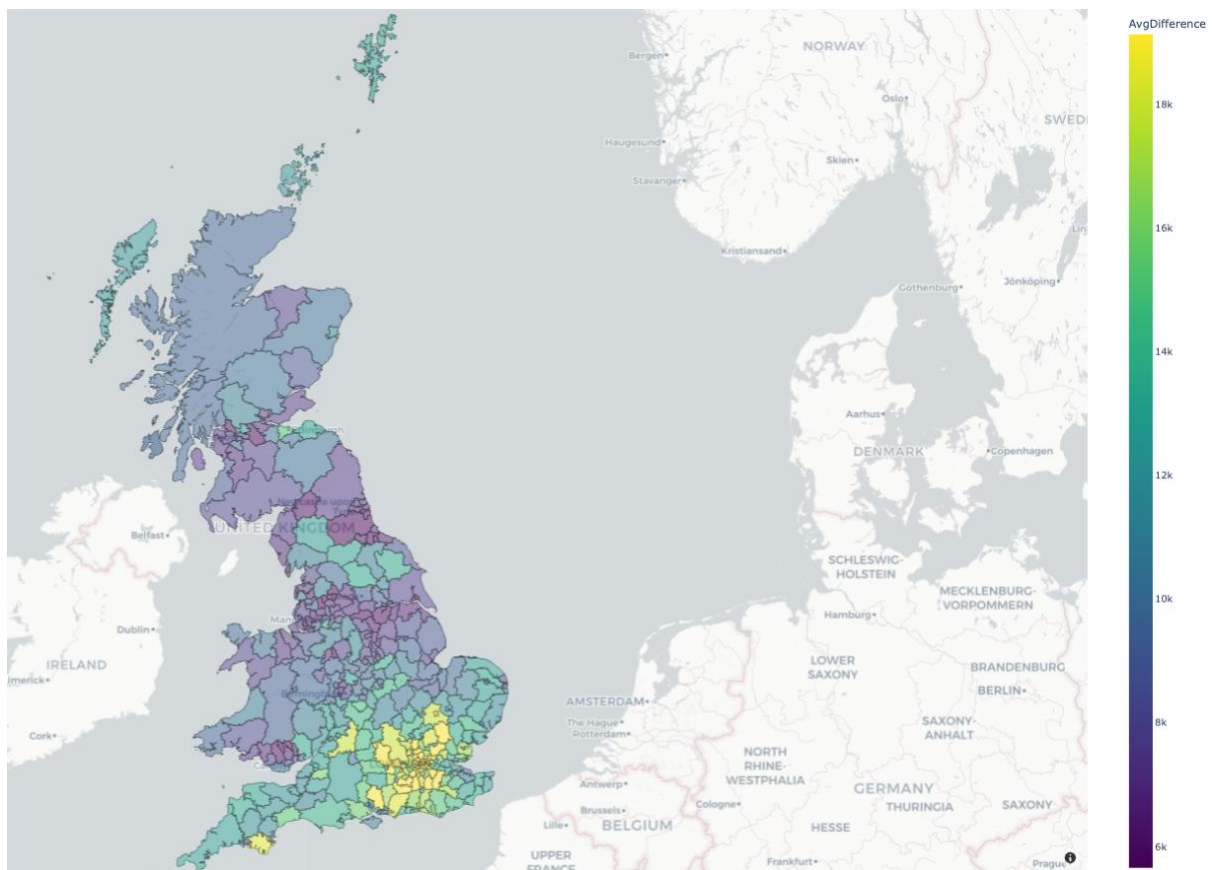 AvgDifference
18k
16k
14k
12k
10k
8k
6k
NORWAY
Bergen
Oslo
SWED
Haugesund
Skien
Stavanger
Kristiansand
Gothenburg
Jönköping
Aarhus
DENMARK
Copenhagen
UNITED KINGDOM
Belfast
SCHLESWIG-
HOLSTEIN
MECKLENBURG-
VORPOMMERN
Hamburg
Dublin
IRELAND
LOWER
SAXONY
BRANDENBURG
BERLIN
AMSTERDAM
The Hague
Rotterdam
SAXONY-
ANHALT
Cork
NORTH
RHINE-
WESTPHALIA
Antwerp
GERMANY
THURINGIA
SAXONY
Brussels
Cologne
Lille
BELGIUM
HESSE
UPPER
FRANCE
Frankfurt
Prague